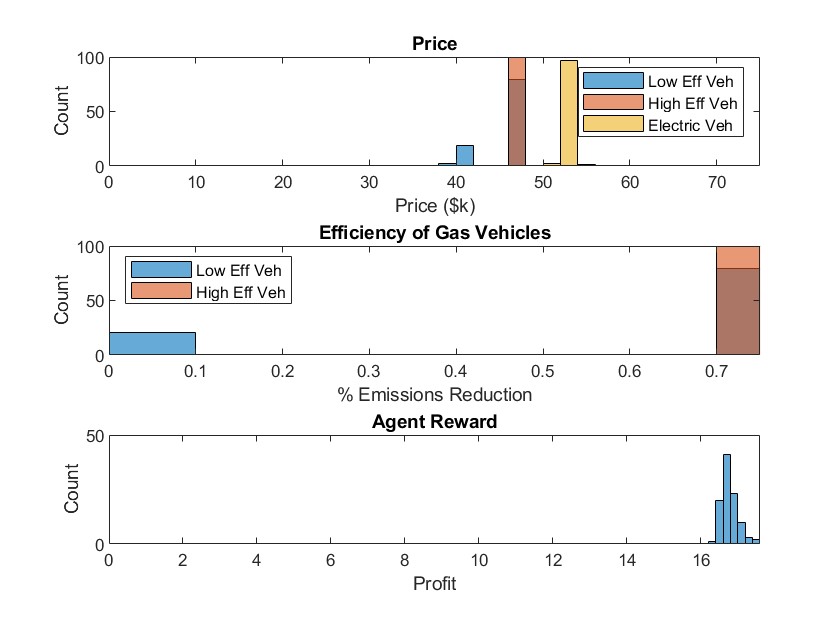 Price
100
50
0
Count
Low Eff Veh
High Eff Veh
Electric Veh
0 10 20 30 40 50 60 70
Price ($k)
Efficiency of Gas Vehicles
100
50
0
Count
Low Eff Veh
High Eff Veh
0 0.1 0.2 0.3 0.4 0.5 0.6 0.7
% Emissions Reduction
Agent Reward
50
0
Count
0 2 4 6 8 10 12 14 16
Profit